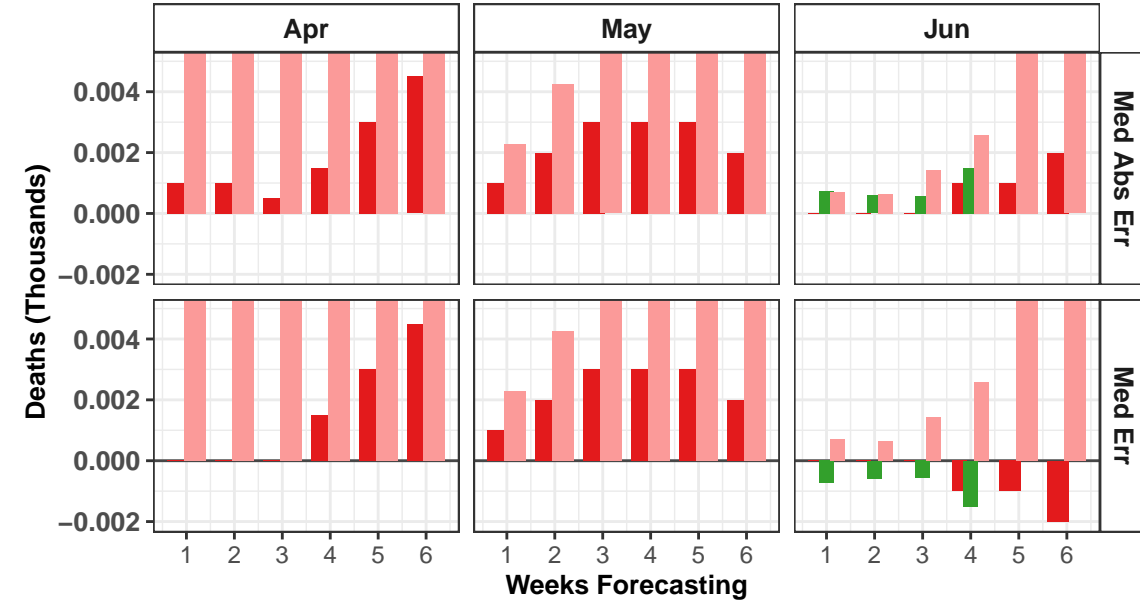 Apr May Jun
Deaths (Thousands)
0.004
0.002
0.000
−0.002
Med Abs Err
0.004
0.002
0.000
−0.002
Med Err
1 2 3 4 5 6 1 2 3 4 5 6 1 2 3 4 5 6
Weeks Forecasting